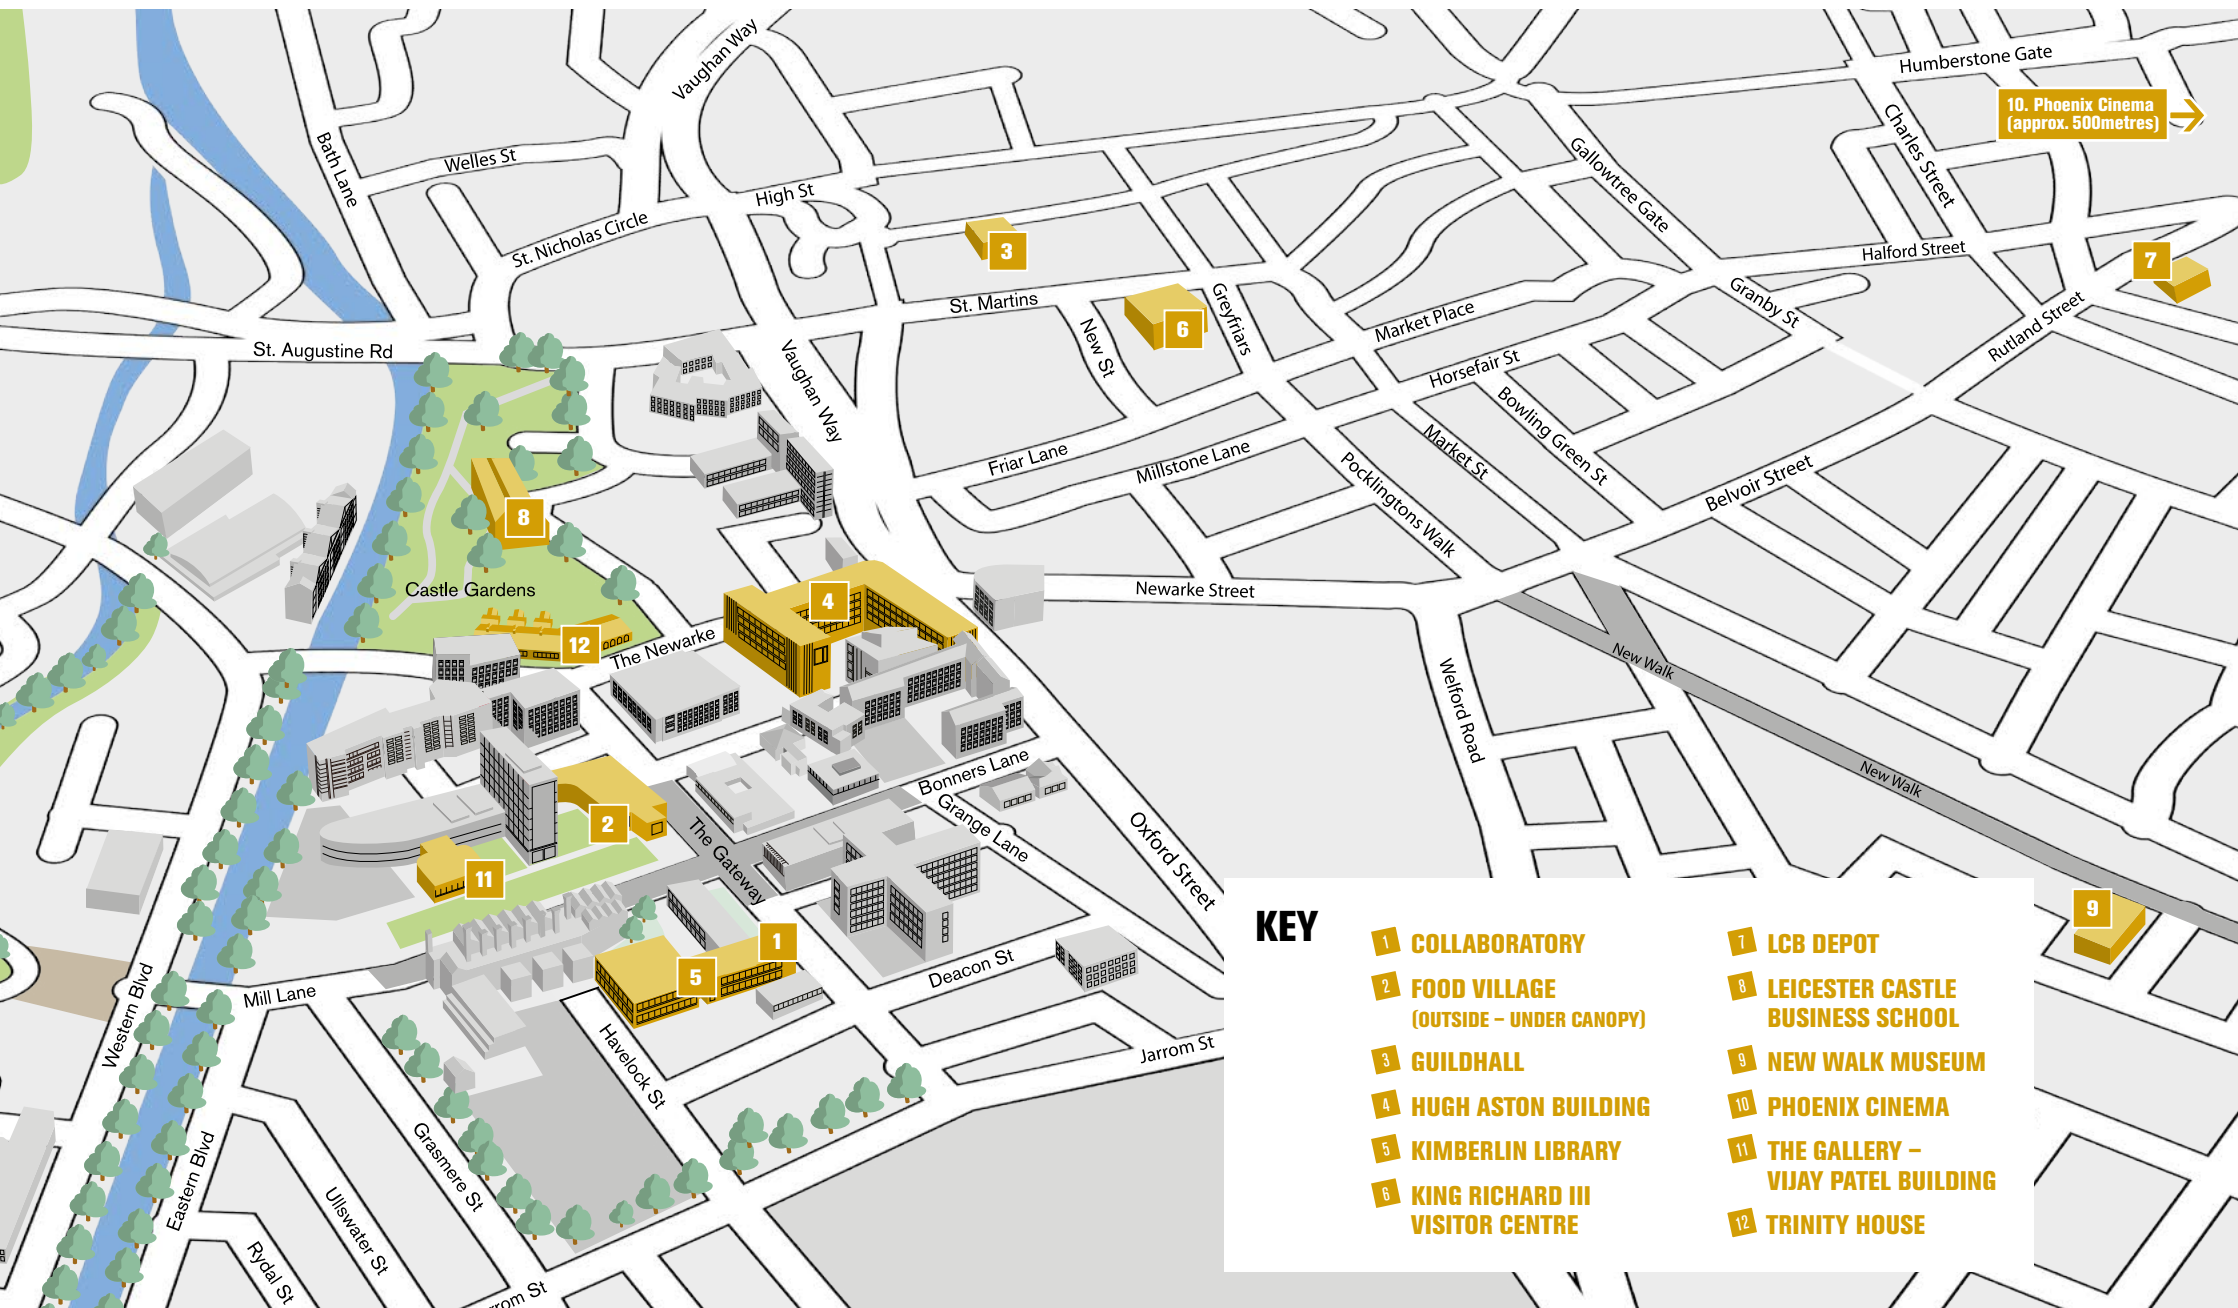 Vaughan Way
Humberstone Gate
10. Phoenix Cinema
(approx. 500metres)
Bath Lane
Welles St
High St
Gallowtree Gate
Charles Street
St. Nicholas Circle
3
Halford Street
7
St. Augustine Rd
St. Martins
New St
6
Greyfriars
Market Place
Granby St
Rutland Street
Vaughan Way
Horsefair St
Bowling Green St
Market St
Friar Lane
Millstone Lane
Pocklingtons Walk
Belvoir Street
8
Castle Gardens
4
Newarke Street
12
The Newarke
New Walk
Welford Road
New Walk
Bonners Lane
Grange Lane
2
The Gateway
Oxford Street
11
1
5
Deacon St
9
Mill Lane
Western Blvd
Havelock St
Jarrom St
Eastern Blvd
Grasmere St
Ullswater St
Rydal St
rrom St
KEY
1 COLLABORATORY
2 FOOD VILLAGE
(OUTSIDE – UNDER CANOPY)
3 GUILDHALL
4 HUGH ASTON BUILDING
5 KIMBERLIN LIBRARY
6 KING RICHARD III
VISITOR CENTRE
7 LCB DEPOT
8 LEICESTER CASTLE
BUSINESS SCHOOL
9 NEW WALK MUSEUM
10 PHOENIX CINEMA
11 THE GALLERY –
VIJAY PATEL BUILDING
12 TRINITY HOUSE